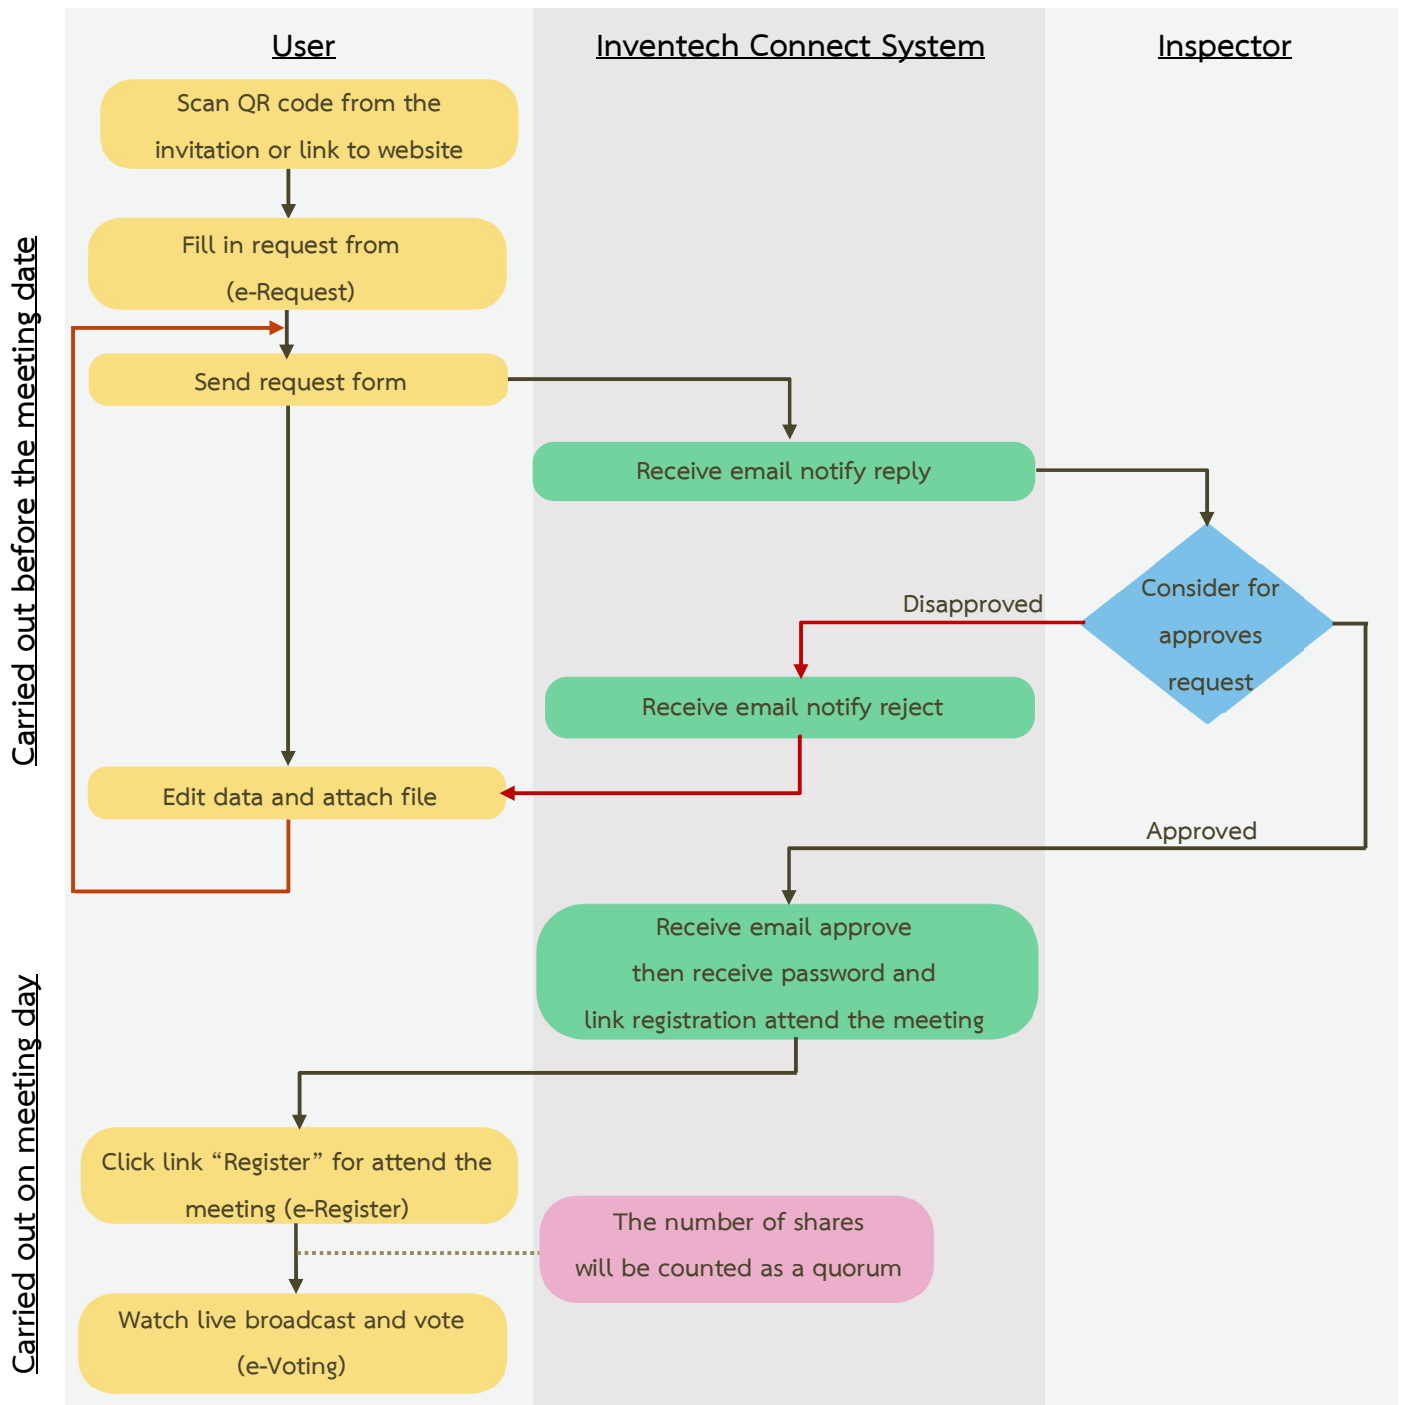 User
Inventech Connect System
Inspector
Scan QR code from the
invitation or link to website
Carried out before the meeting date
Fill in request from
(e-Request)
Send request form
Receive email notify reply
Consider for
approves
request
Disapproved
Receive email notify reject
Edit data and attach file
Approved
Receive email approve
then receive password and
link registration attend the meeting
Carried out on meeting day
Click link “Register” for attend the
meeting (e-Register)
The number of shares
will be counted as a quorum
Watch live broadcast and vote
(e-Voting)